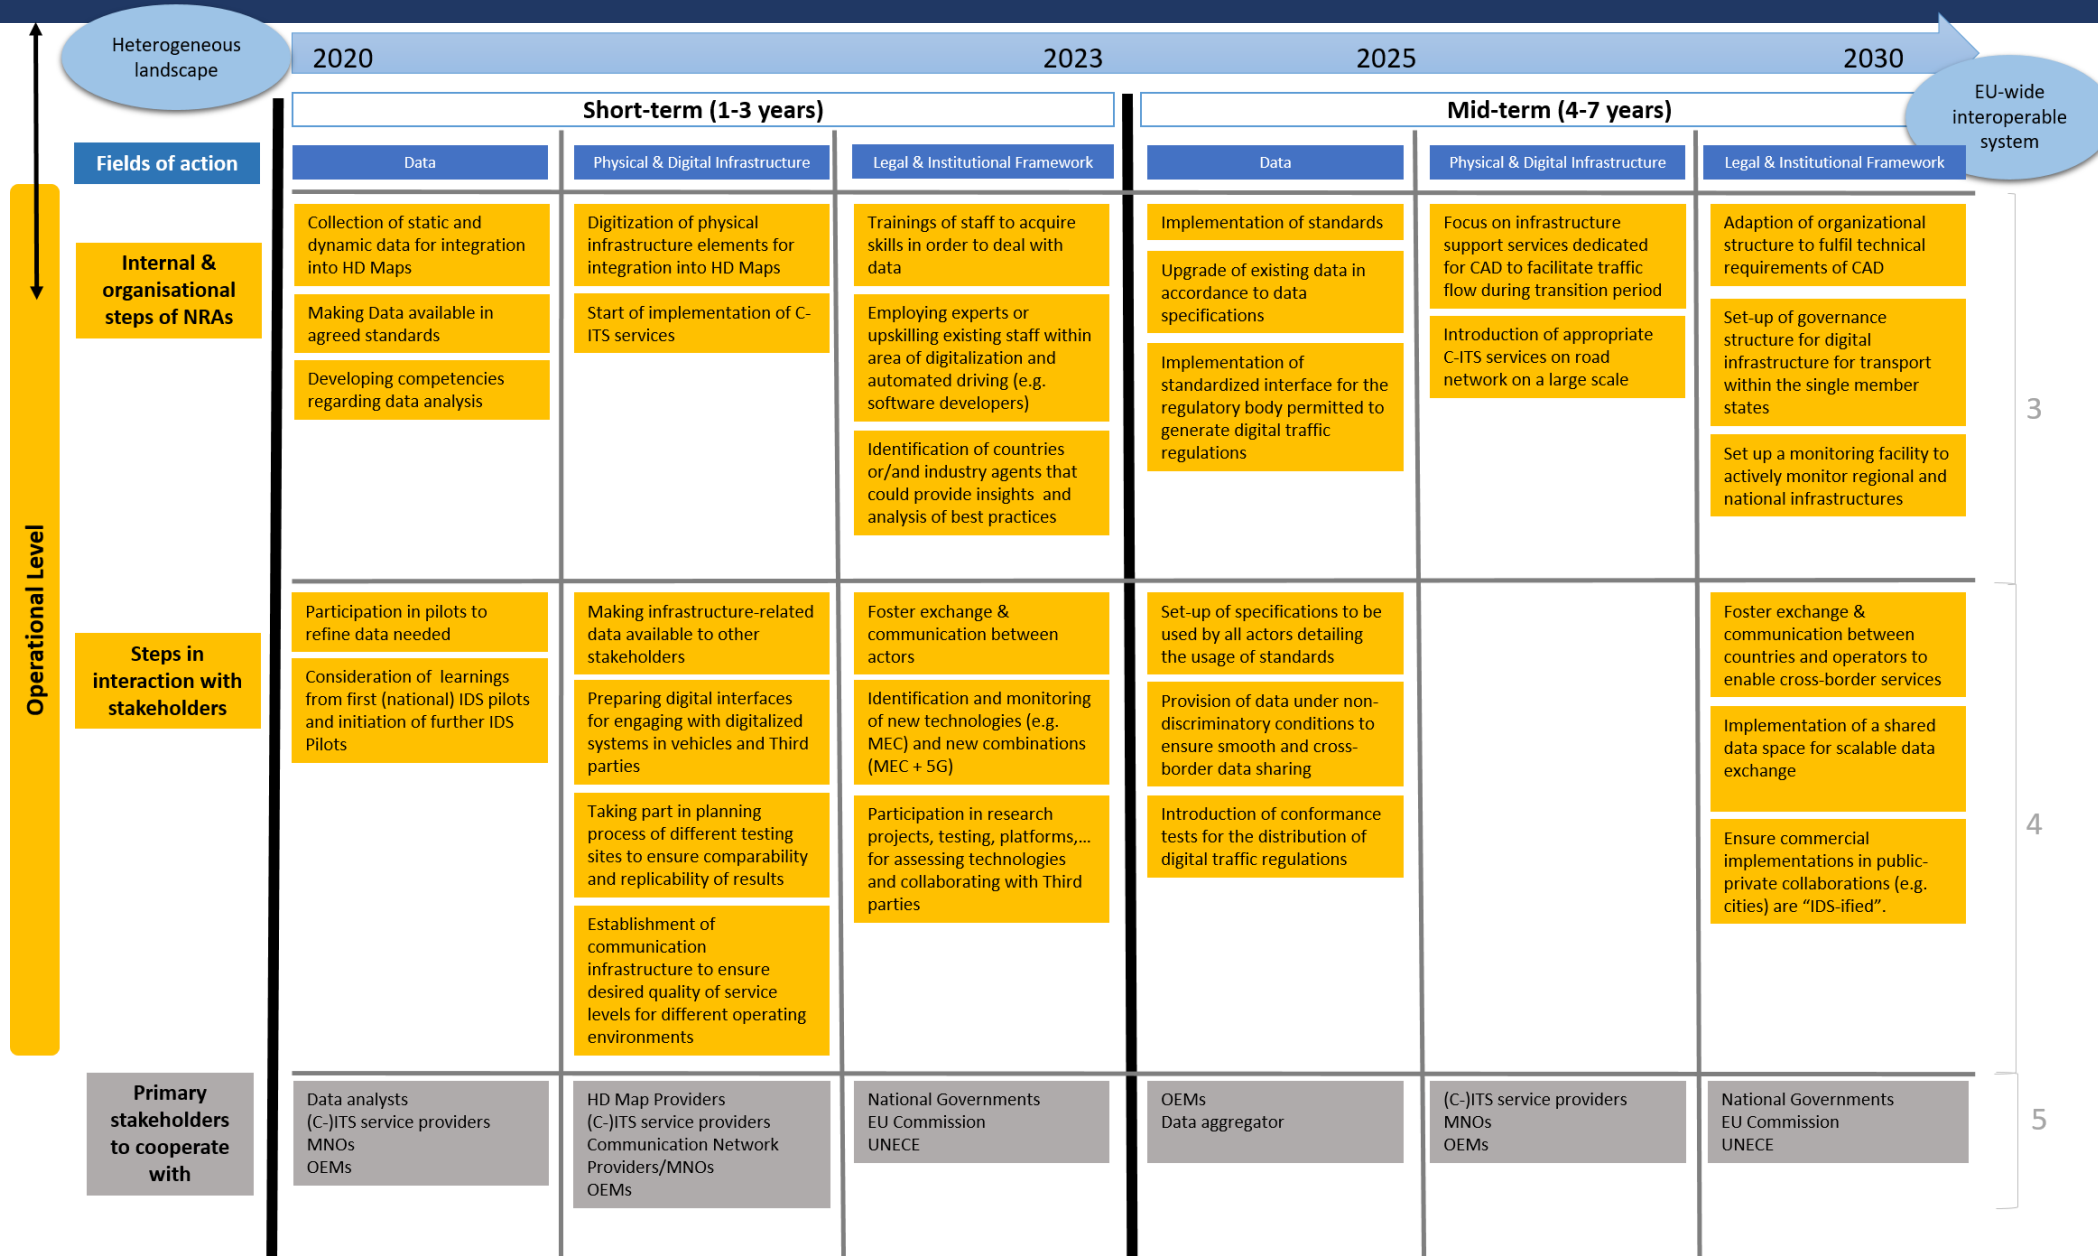 Heterogeneous
landscape
2020
2023
2025
2030
EU-wide
interoperable
system
Short-term (1-3 years)
Mid-term (4-7 years)
Fields of action
Data
Physical & Digital Infrastructure
Legal & Institutional Framework
Data
Physical & Digital Infrastructure
Legal & Institutional Framework
Operational Level
Internal &
organisational
steps of NRAs
Collection of static and
dynamic data for integration
into HD Maps
Making Data available in
agreed standards
Developing competencies
regarding data analysis
Digitization of physical
infrastructure elements for
integration into HD Maps
Start of implementation of C-
ITS services
Trainings of staff to acquire
skills in order to deal with
data
Employing experts or
upskilling existing staff within
area of digitalization and
automated driving (e.g.
software developers)
Identification of countries
or/and industry agents that
could provide insights and
analysis of best practices
Implementation of standards
Upgrade of existing data in
accordance to data
specifications
Implementation of
standardized interface for the
regulatory body permitted to
generate digital traffic
regulations
Focus on infrastructure
support services dedicated
for CAD to facilitate traffic
flow during transition period
Introduction of appropriate
C-ITS services on road
network on a large scale
Adaption of organizational
structure to fulfil technical
requirements of CAD
Set-up of governance
structure for digital
infrastructure for transport
within the single member
states
Set up a monitoring facility to
actively monitor regional and
national infrastructures
3
Steps in
interaction with
stakeholders
Participation in pilots to
refine data needed
Consideration of learnings
from first (national) IDS pilots
and initiation of further IDS
Pilots
Making infrastructure-related
data available to other
stakeholders
Preparing digital interfaces
for engaging with digitalized
systems in vehicles and Third
parties
Taking part in planning
process of different testing
sites to ensure comparability
and replicability of results
Establishment of
communication
infrastructure to ensure
desired quality of service
levels for different operating
environments
Foster exchange &
communication between
actors
Identification and monitoring
of new technologies (e.g.
MEC) and new combinations
(MEC + 5G)
Participation in research
projects, testing, platforms,...
for assessing technologies
and collaborating with Third
parties
Set-up of specifications to be
used by all actors detailing
the usage of standards
Provision of data under non-
discriminatory conditions to
ensure smooth and cross-
border data sharing
Introduction of conformance
tests for the distribution of
digital traffic regulations
Foster exchange &
communication between
countries and operators to
enable cross-border services
Implementation of a shared
data space for scalable data
exchange
Ensure commercial
implementations in public-
private collaborations (e.g.
cities) are “IDS-ified”.
4
Primary
stakeholders
to cooperate
with
Data analysts
(C-)ITS service providers
MNOs
OEMs
HD Map Providers
(C-)ITS service providers
Communication Network
Providers/MNOs
OEMs
National Governments
EU Commission
UNECE
OEMs
Data aggregator
(C-)ITS service providers
MNOs
OEMs
National Governments
EU Commission
UNECE
5